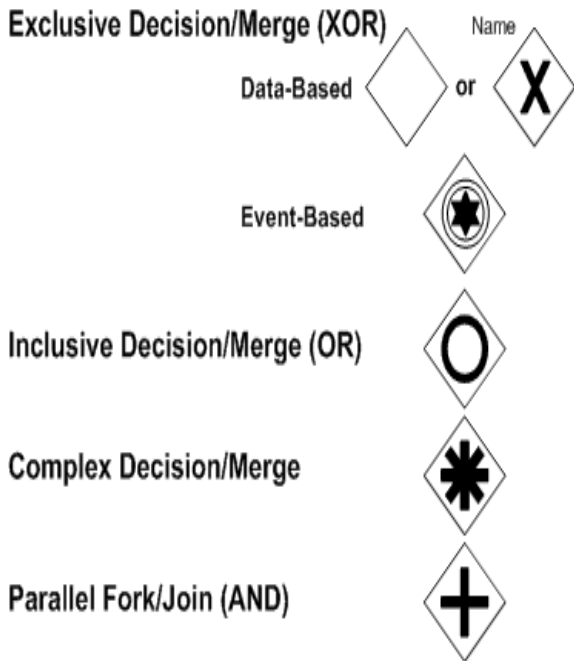 Exclusive Decision/Merge (XOR)
Name
Data-Based or X
Event-Based
Inclusive Decision/Merge (OR)
Complex Decision/Merge
Parallel Fork/Join (AND)